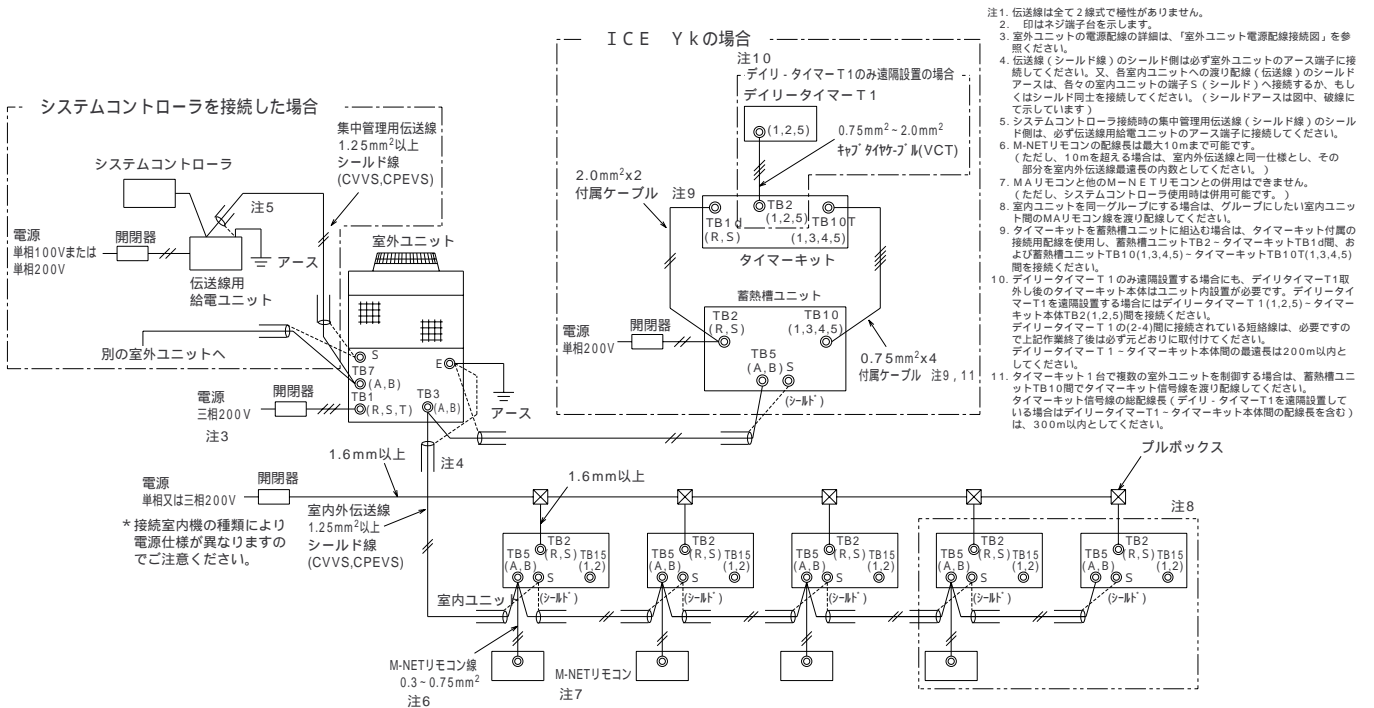 システムコントローラを接続した場合
システムコントローラ
集中管理用伝送線
1.25mm²以上
シールド線
(CVVS,CPEVS)
注5
電源
単相100Vまたは
単相200V
開閉器
アース
伝送線用
給電ユニット
別の室外ユニットへ
室外ユニット
S
TB7
(A,B)
TB1
(R,S,T)
TB3
(A,B)
E
アース
電源
三相200V
開閉器
注3
注4
ICE Ykの場合
注10
デイリ-タイマーT1のみ遠隔設置の場合
デイリータイマーT1
(1,2,5)
0.75mm²~2.0mm²
キャブタイヤケーブル(VCT)
2.0mm²x2
付属ケーブル 注9
TB1d
(R,S)
TB2
(1,2,5)
TB10T
(1,3,4,5)
タイマーキット
蓄熱槽ユニット
TB2
(R,S)
TB10
(1,3,4,5)
TB5
(A,B)
S
(シールド)
電源
単相200V
開閉器
0.75mm²x4
付属ケーブル 注9,11
注1. 伝送線は全て2線式で極性がありません。
2. 印はネジ端子台を示します。
3. 室外ユニットの電源配線の詳細は、「室外ユニット電源配線接続図」を参
照ください。
4. 伝送線(シールド線)のシールド側は必ず室外ユニットのアース端子に接
続してください。又、各室内ユニットへの渡り配線(伝送線)のシールド
アースは、各々の室内ユニットの端子S(シールド)へ接続するか、もし
くはシールド同士を接続してください。(シールドアースは図中、破線に
て示しています)
5. システムコントローラ接続時の集中管理用伝送線(シールド線)のシール
ド側は、必ず伝送線用給電ユニットのアース端子に接続してください。
6. M-NETリモコンの配線長は最大10mまで可能です。
(ただし、10mを超える場合は、室内外伝送線と同一仕様とし、その
部分を室内外伝送線最遠長の内数としてください。)
7. MAリモコンと他のM-NETリモコンとの併用はできません。
(ただし、システムコントローラ使用時は併用可能です。)
8. 室内ユニットを同一グループにする場合は、グループにしたい室内ユニッ
ト間のMAリモコン線を渡り配線してください。
9. タイマーキットを蓄熱ユニットに組込む場合は、タイマーキット付属の
接続用配線を使用し、蓄熱ユニットTB2~タイマーキットTB1d間、お
よび蓄熱ユニットTB10(1,3,4,5)~タイマーキットTB10T(1,3,4,5)
間を接続ください。
10. デイリータイマーT1のみ遠隔設置する場合にも、デイリタイマーT1取
外し後のタイマーキット本体はユニット内設置が必要です。デイリータイ
マーT1を遠隔設置する場合にはデイリータイマーT1(1,2,5)~タイマー
キット本体TB2(1,2,5)間を接続ください。
デイリータイマーT1の(2-4)間に接続されている短絡線は、必要ですの
で上記作業終了後は必ず元どおりに取付けてください。
デイリータイマーT1-タイマーキット本体間の最遠長は200m以内と
してください。
11. タイマーキット1台で複数の室外ユニットを制御する場合は、蓄熱槽ユニ
ットTB10間でタイマーキット信号線を渡り配線してください。
タイマーキット信号線の総配線長(デイリ-タイマーT1を遠隔設置して
いる場合はデイリータイマーT1~タイマーキット本体間の配線長を含む)
は、300m以内としてください。
プルボックス
1.6mm以上
電源
単相又は三相200V
開閉器
*接続室内機の種類により
電源仕様が異なりますの
でご注意ください。
室内外伝送線
1.25mm²以上
シールド線
(CVVS,CPEVS)
1.6mm以上
注8
TB5
(A,B)
TB2
(R,S)
TB15
(1,2)
S
(シールド)
TB5
(A,B)
TB2
(R,S)
TB15
(1,2)
S
(シールド)
TB5
(A,B)
TB2
(R,S)
TB15
(1,2)
S
(シールド)
TB5
(A,B)
TB2
(R,S)
TB15
(1,2)
S
(シールド)
TB5
(A,B)
TB2
(R,S)
TB15
(1,2)
S
(シールド)
室内ユニット
M-NETリモコン線
0.3~0.75mm²
注6
M-NETリモコン
注7